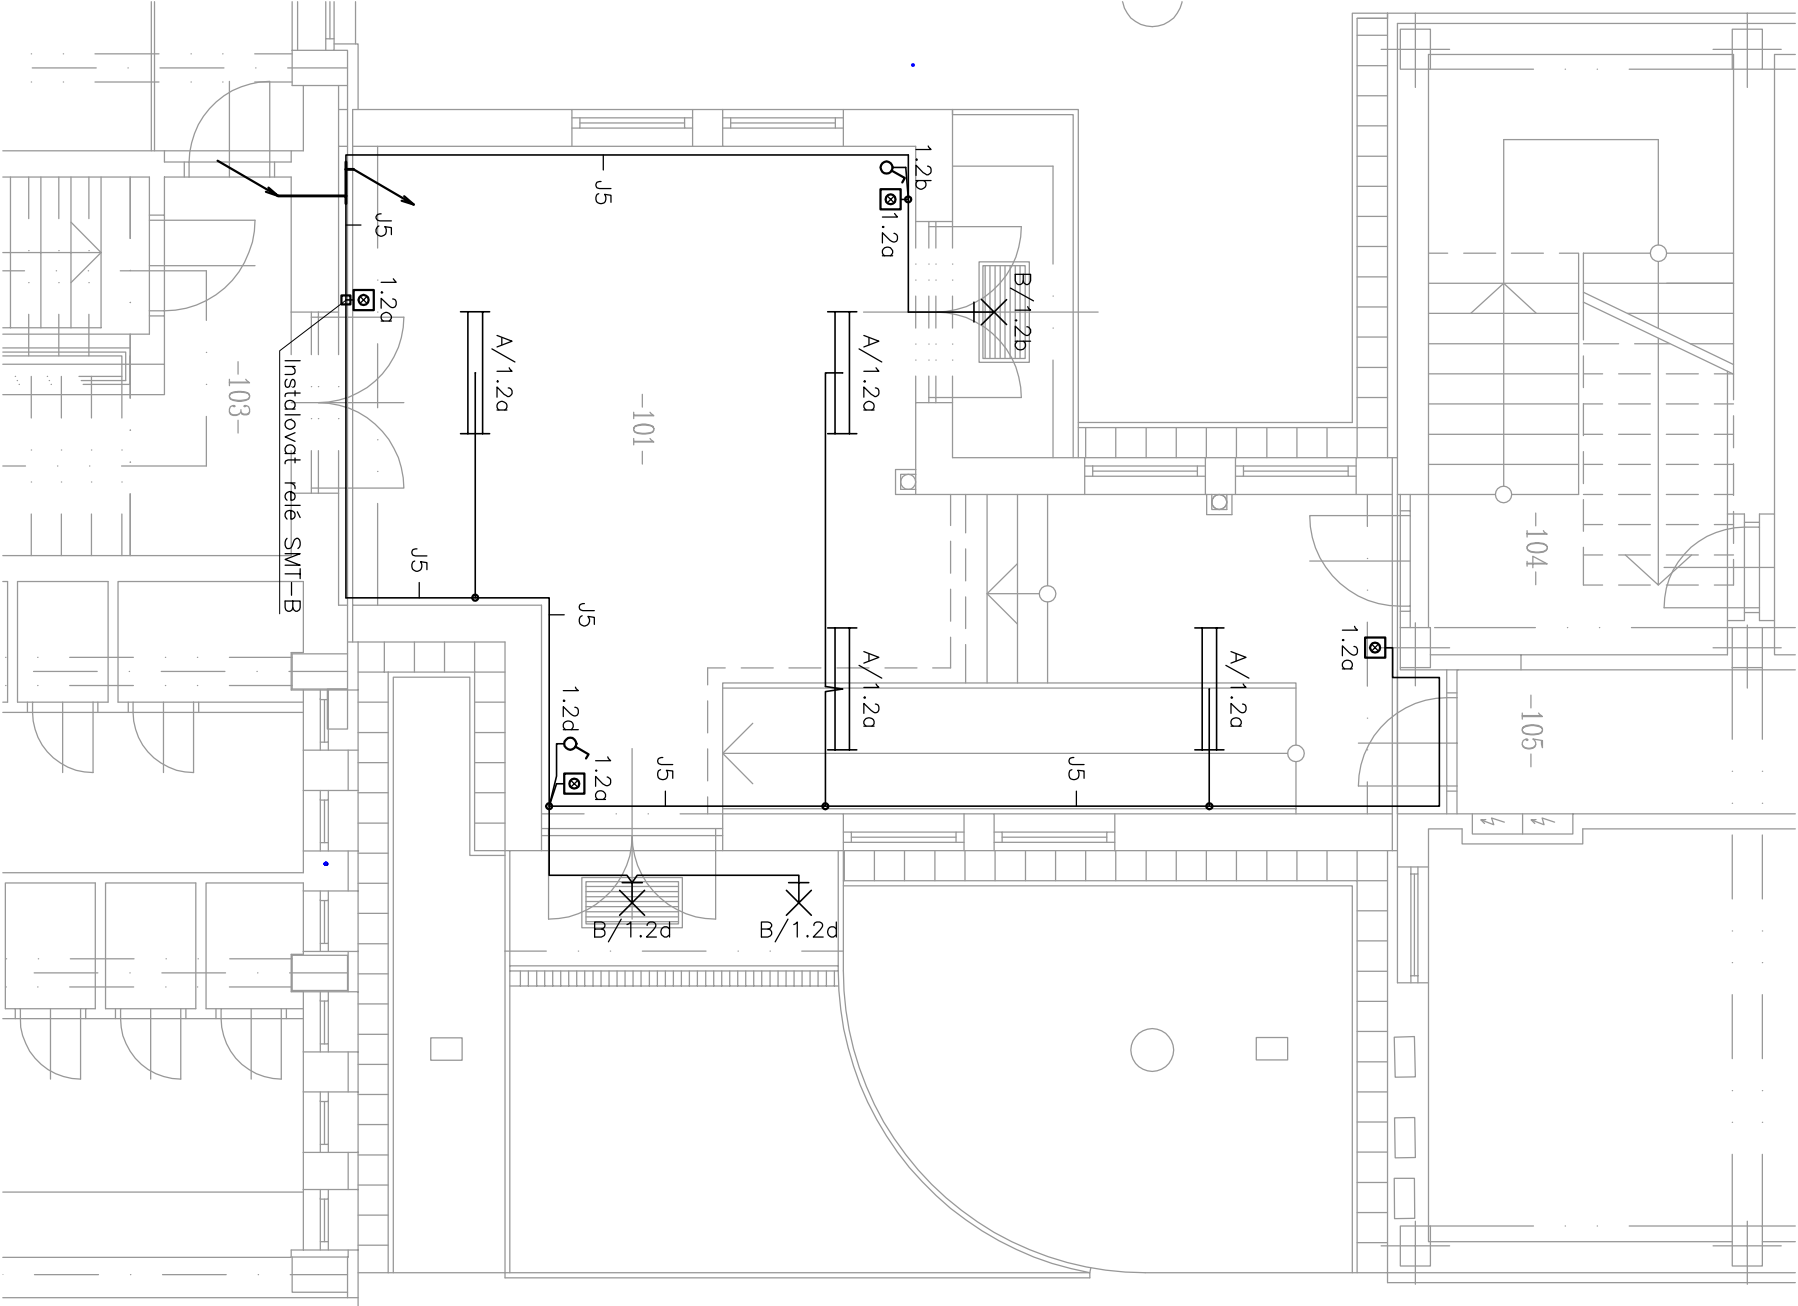 1.2b
J5
1.2a
J5
1.2a
B/1.2b
A/1.2a
A/1.2a
-103-
-101-
Instalovat relé SMT-B
-104-
J5
J5
1.2a
A/1.2a
A/1.2a
1.2d
-105-
1.2a
J5
J5
B/1.2d
B/1.2d